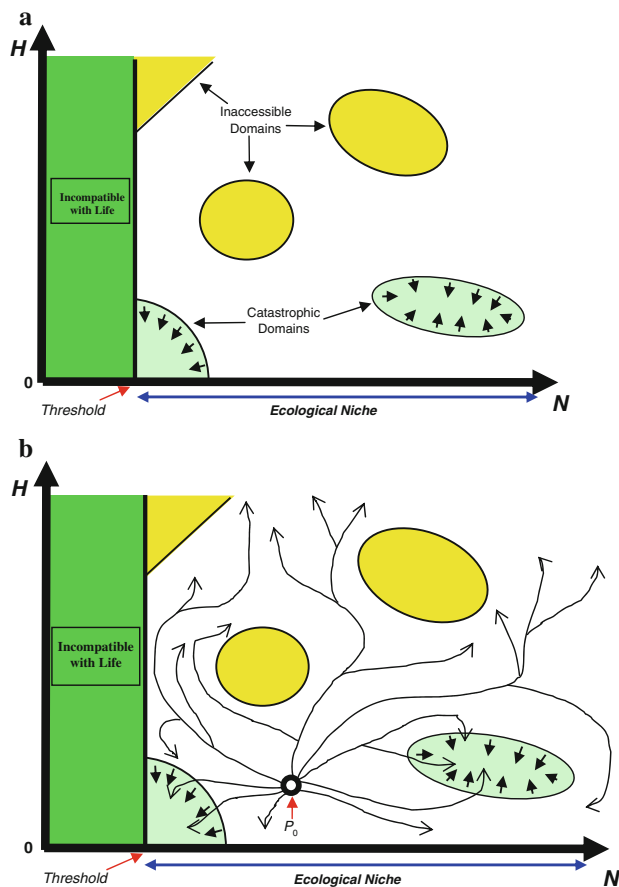 a
H
Inaccessible
Domains
Incompatible
with Life
Catastrophic
Domains
0
Threshold
Ecological Niche
N
b
H
Incompatible
with Life
P0
0
Threshold
Ecological Niche
N